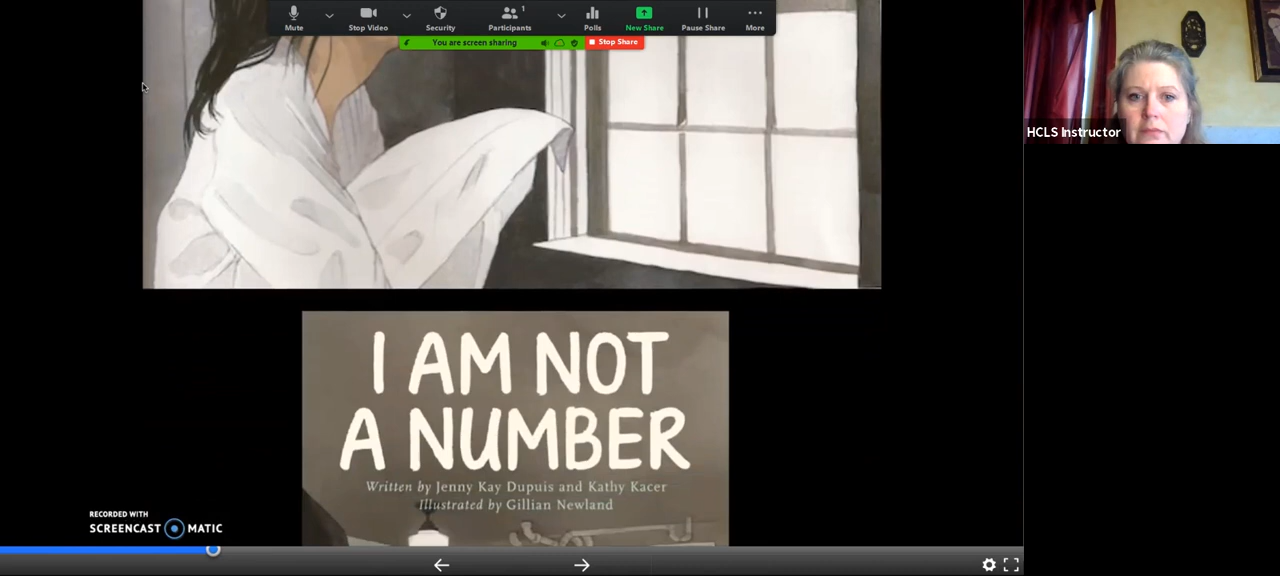 1
Mute
Stop Video
Security
Participants
Polls
New Share
Pause Share
More
You are screen sharing
Stop Share
HCLS Instructor
I AM NOT
A NUMBER
Written by Jenny Kay Dupuis and Kathy Kacer
Illustrated by Gillian Newland
RECORDED WITH
SCREENCAST MATIC